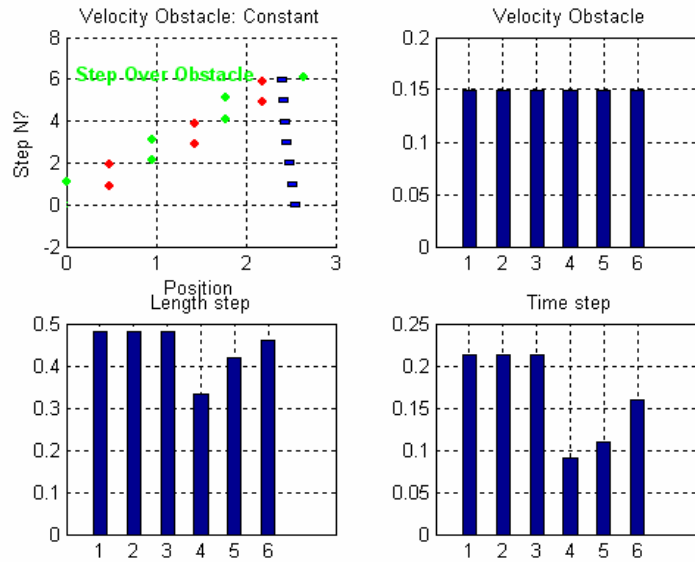 Velocity Obstacle: Constant
8
6
4
2
0
-2
Step N?
Step Over Obstacle
0 1 2 3
Position
Velocity Obstacle
0.2
0.15
0.1
0.05
0
1 2 3 4 5 6
Length step
0.5
0.4
0.3
0.2
0.1
0
1 2 3 4 5 6
Time step
0.25
0.2
0.15
0.1
0.05
0
1 2 3 4 5 6